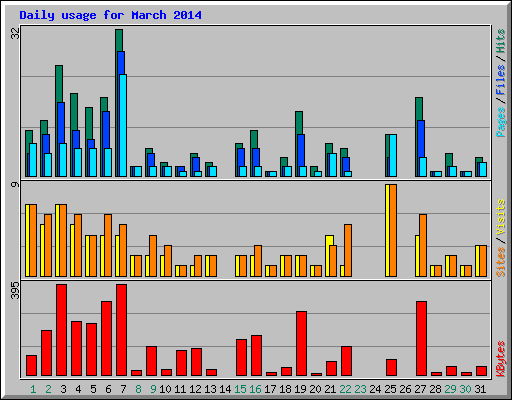 Daily usage for March 2014
32
Pages / Files / Hits
9
Sites / Visits
395
KBytes
1 2 3 4 5 6 7 8 9 10 11 12 13 14 15 16 17 18 19 20 21 22 23 24 25 26 27 28 29 30 31